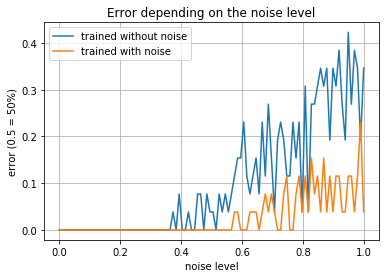 Error depending on the noise level
trained without noise
trained with noise
error (0.5 = 50%)
0.4
0.3
0.2
0.1
0.0
0.0 0.2 0.4 0.6 0.8 1.0
noise level